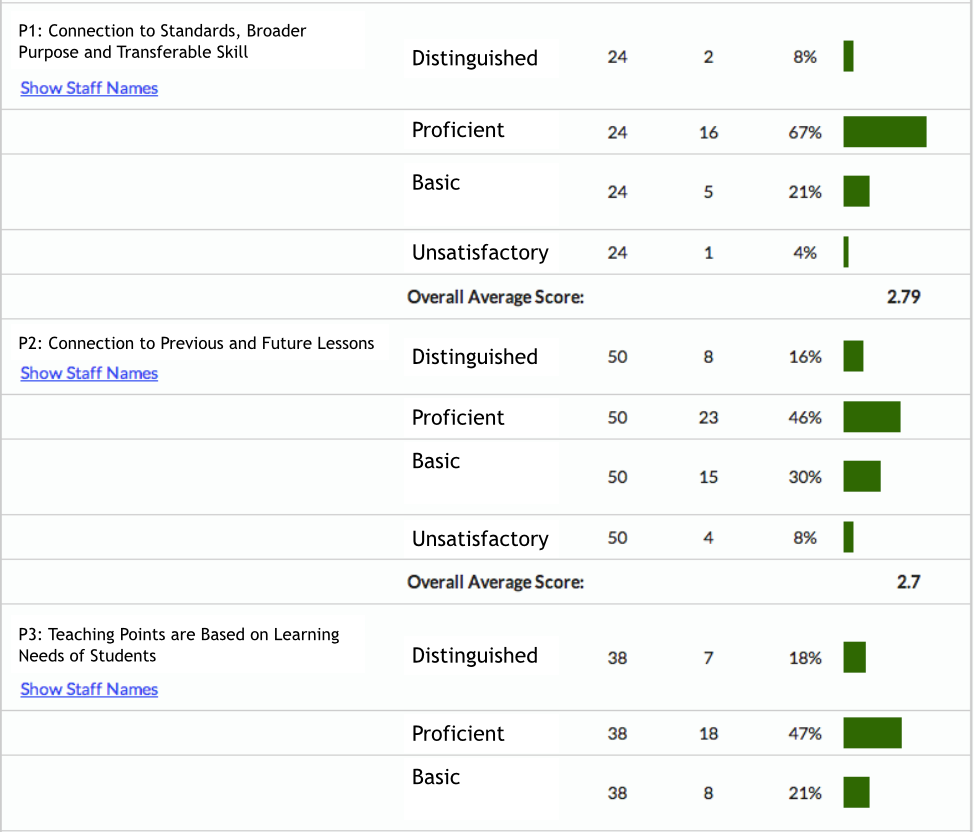 P1: Connection to Standards, Broader
Purpose and Transferable Skill
Show Staff Names
Distinguished 24 2 8%
Proficient 24 16 67%
Basic 24 5 21%
Unsatisfactory 24 1 4%
Overall Average Score: 2.79
P2: Connection to Previous and Future Lessons
Show Staff Names
Distinguished 50 8 16%
Proficient 50 23 46%
Basic 50 15 30%
Unsatisfactory 50 4 8%
Overall Average Score: 2.7
P3: Teaching Points are Based on Learning
Needs of Students
Show Staff Names
Distinguished 38 7 18%
Proficient 38 18 47%
Basic 38 8 21%